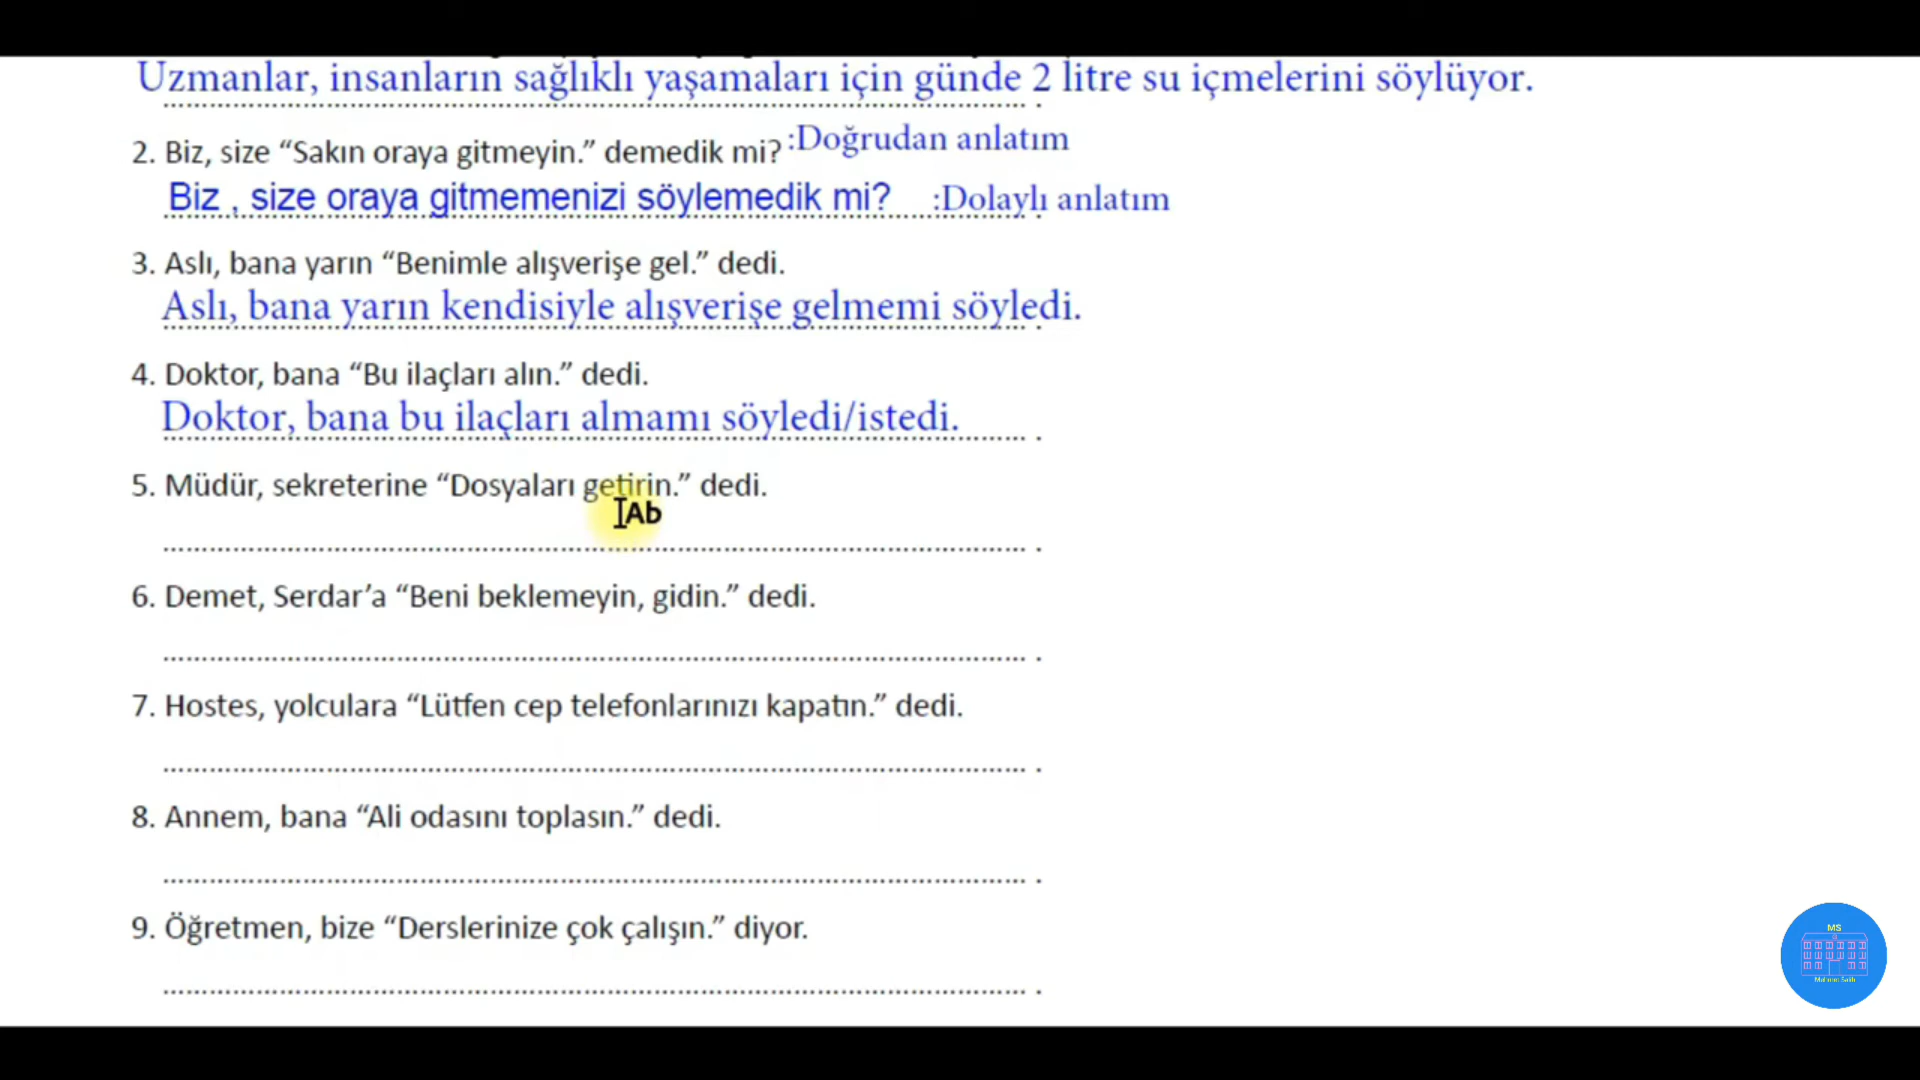 Uzmanlar, insanların sağlıklı yaşamaları için günde 2 litre su içmelerini söylüyor.
2. Biz, size “Sakın oraya gitmeyin.” demedik mi? :Doğrudan anlatım
Biz , size oraya gitmemenizi söylemedik mi? :Dolaylı anlatım
3. Aslı, bana yarın “Benimle alışverişe gel.” dedi.
Aslı, bana yarın kendisiyle alışverişe gelmemi söyledi.
4. Doktor, bana “Bu ilaçları alın.” dedi.
Doktor, bana bu ilaçları almamı söyledi/istedi.
5. Müdür, sekreterine “Dosyaları getirin.” dedi.
Ab
6. Demet, Serdar’a “Beni beklemeyin, gidin.” dedi.
7. Hostes, yolculara “Lütfen cep telefonlarınızı kapatın.” dedi.
8. Annem, bana “Ali odasını toplasın.” dedi.
9. Öğretmen, bize “Derslerinize çok çalışın.” diyor.
MS